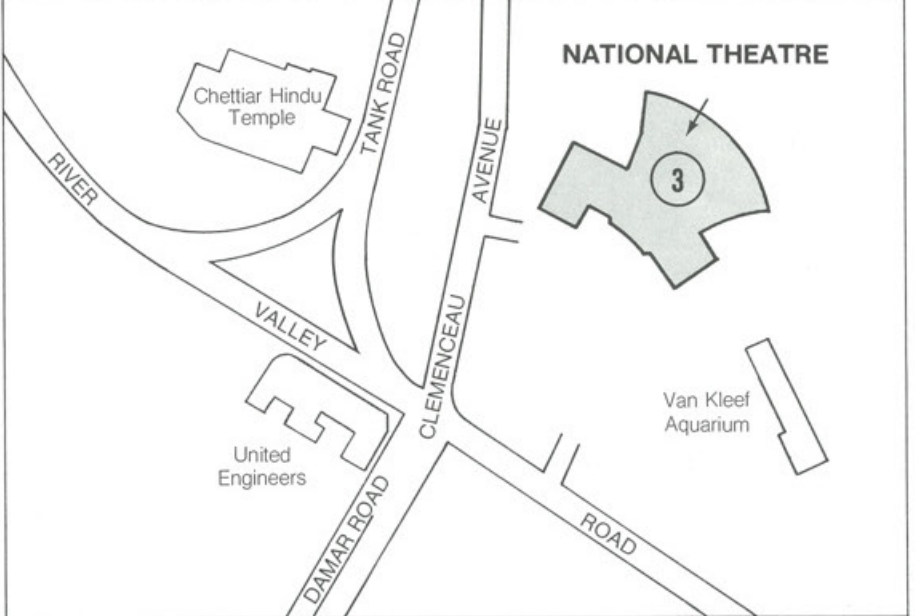 NATIONAL THEATRE
Chettiar Hindu
Temple
TANK ROAD
RIVER
AVENUE
3
VALLEY
CLEMENCEAU
Van Kleef
Aquarium
United
Engineers
DAMAR ROAD
ROAD